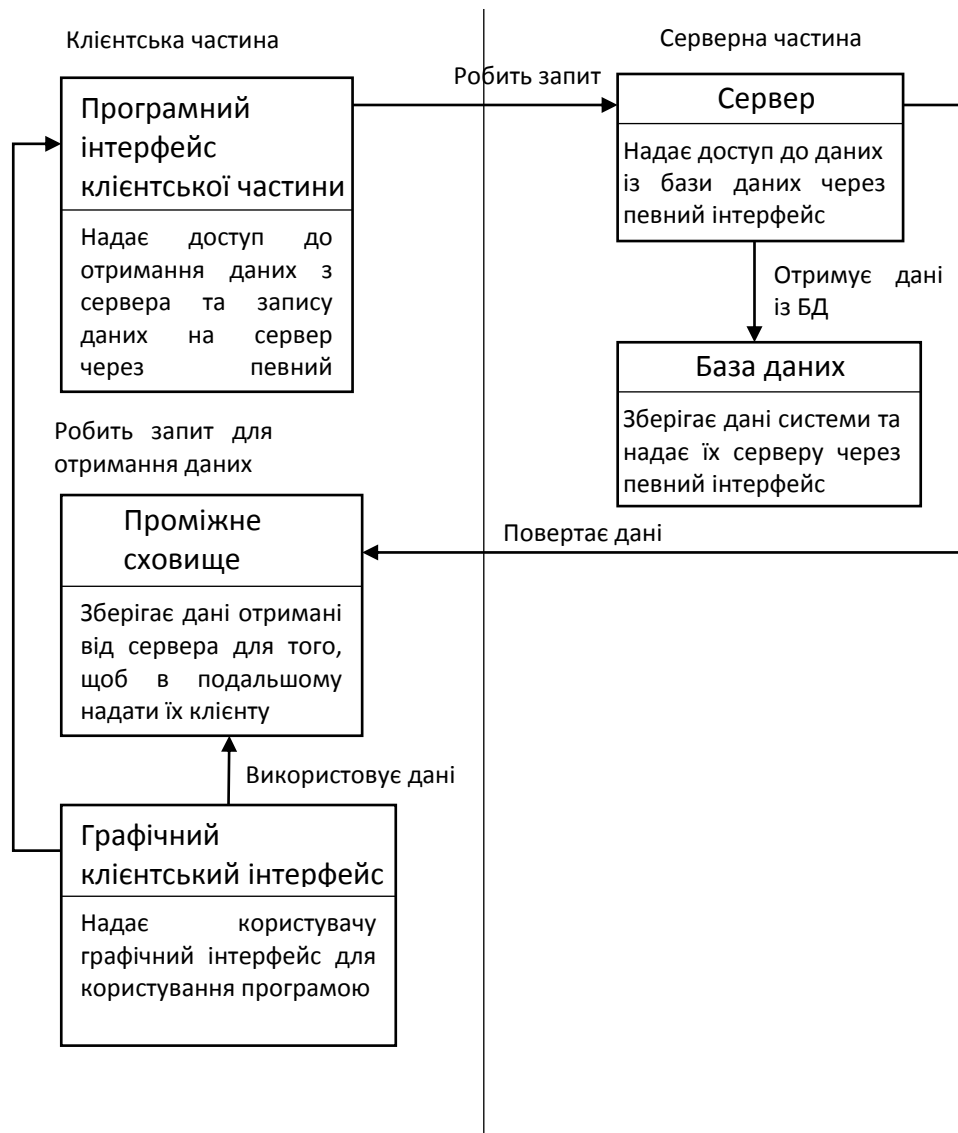 Клієнтська частина
Серверна частина
Робить запит
Програмний
інтерфейс
клієнтської частини
Надає доступ до
отримання даних з
сервера та запису
даних на сервер
через певний
Сервер
Надає доступ до даних
із бази даних через
певний інтерфейс
Отримує дані
із БД
База даних
Зберігає дані системи та
надає їх серверу через
певний інтерфейс
Робить запит для
отримання даних
Повертає дані
Проміжне
сховище
Зберігає дані отримані
від сервера для того,
щоб в подальшому
надати їх клієнту
Використовує дані
Графічний
клієнтський інтерфейс
Надає користувачу
графічний інтерфейс для
користування програмою